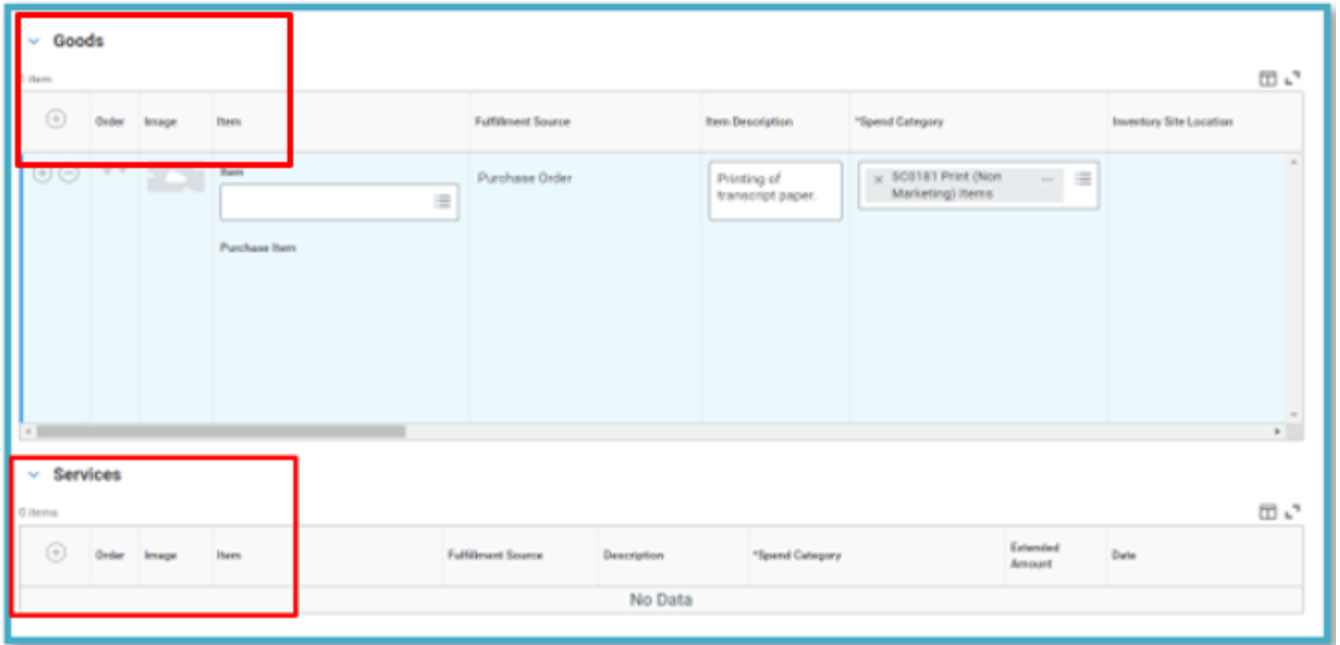 Goods
1 item
Order Image Item Fulfillment Source Item Description *Spend Category Inventory Site Location
Item
Purchase Order
Printing of
transcript paper.
SC0181 Print (Non
Marketing) Items
Purchase Item
Services
0 items
Order Image Item Fulfillment Source Description *Spend Category Extended
Amount Date
No Data